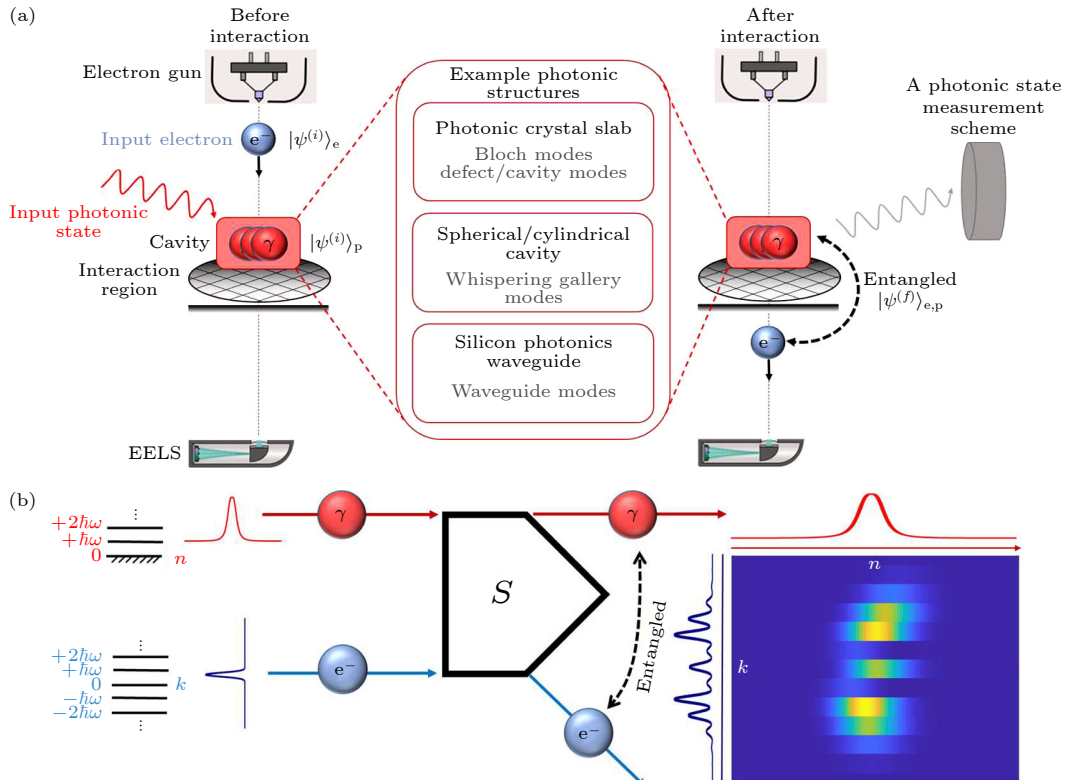 (a)
Before
interaction
Electron gun
Input electron
e⁻
|ψ⁽ⁱ⁾⟩ₑ
Input photonic
state
Cavity
γ
|ψ⁽ⁱ⁾⟩ₚ
Interaction
region
EELS
Example photonic
structures
Photonic crystal slab
Bloch modes
defect/cavity modes
Spherical/cylindrical
cavity
Whispering gallery
modes
Silicon photonics
waveguide
Waveguide modes
After
interaction
A photonic state
measurement
scheme
γ
Entangled
|ψ⁽ᶠ⁾⟩ₑ,ₚ
e⁻
(b)
⋮
+2ℏω
+ℏω
0
n
γ
⋮
+2ℏω
+ℏω
0
−ℏω
−2ℏω
⋮
k
e⁻
S
γ
Entangled
e⁻
n
k